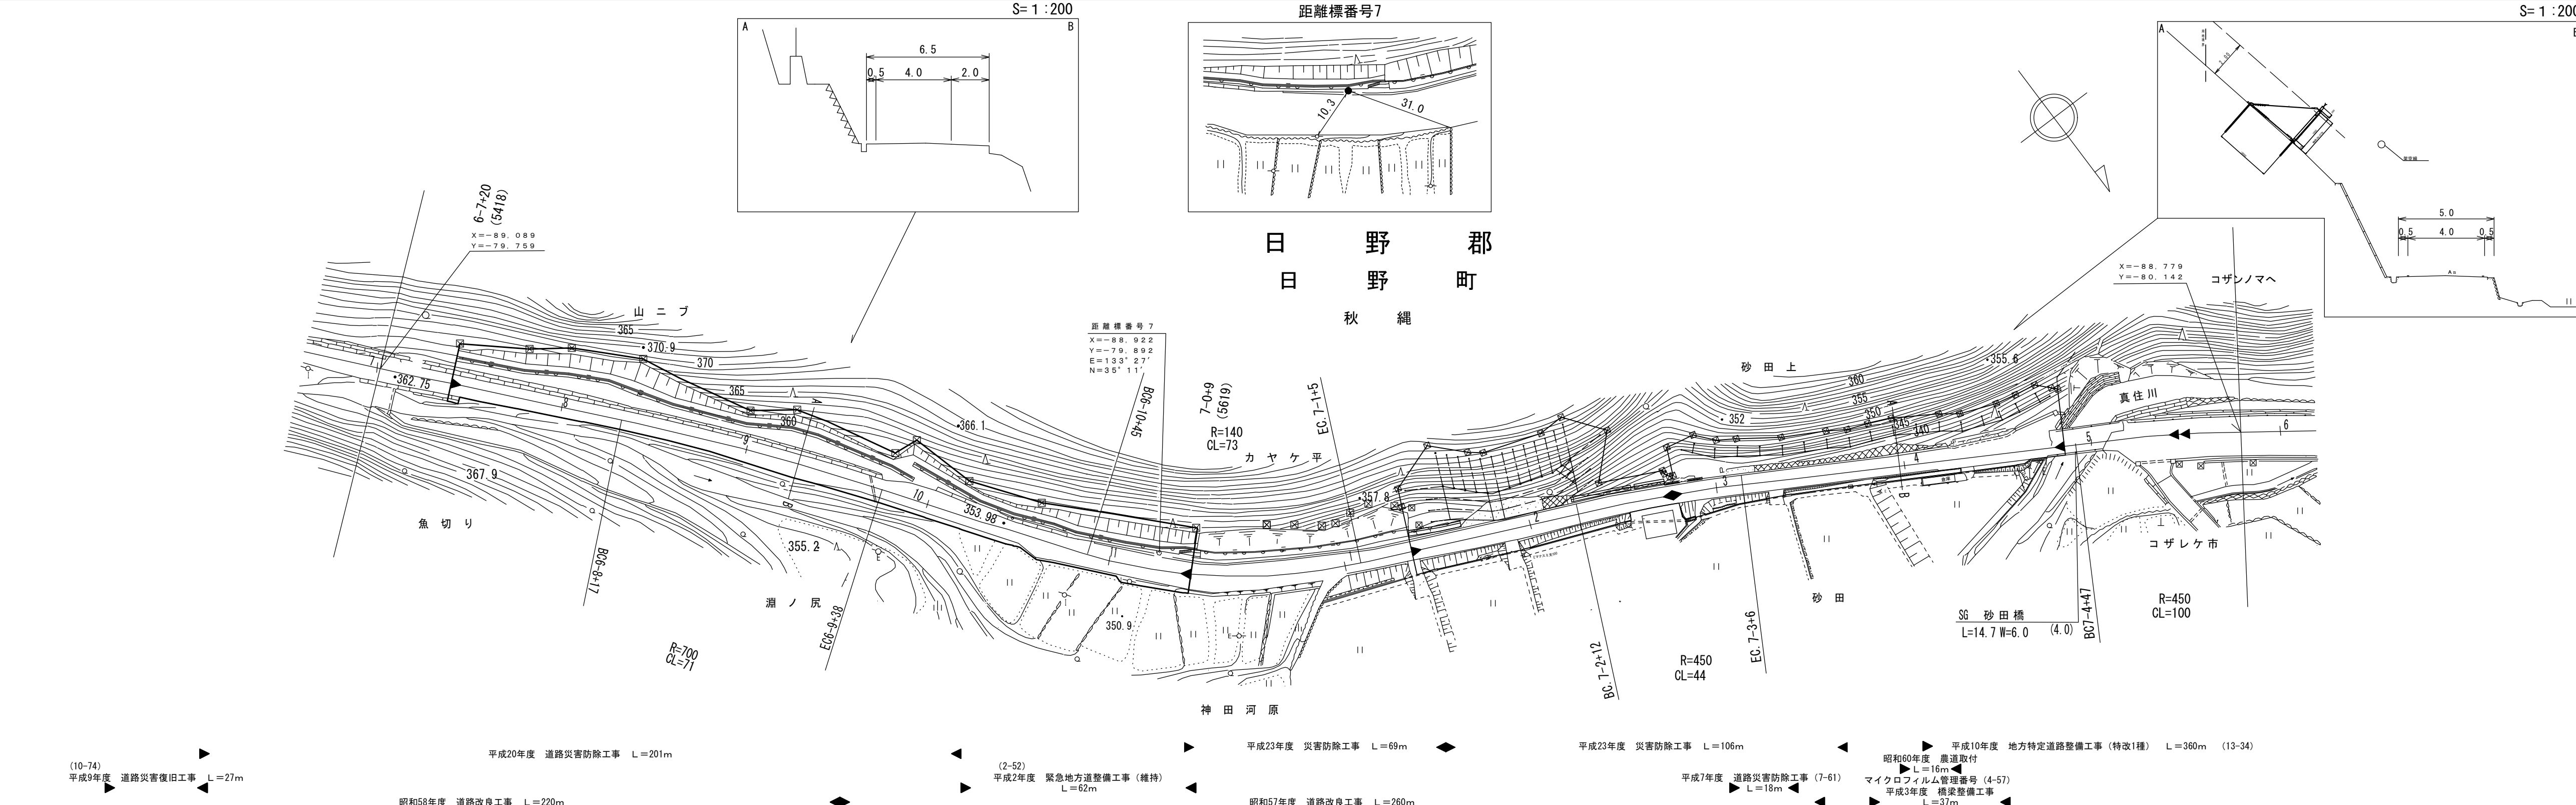 S=１:200
A
B
6.5
0.5 4.0 2.0
距離標番号7
10.3
31.0
S=１:200
A
5.0
0.5 4.0 0.5
日 野 郡
日 野 町
秋 縄
6-7+20
(5418)
X=-89.089
Y=-79.759
山 ニ ブ
365
370.9
370
365
360
362.75
8
9
A
B
10
353.98
366.1
367.9
魚 切 り
BC6-8+17
R=700
CL=71
355.2
淵 ノ 尻
EC6-9+38
距離標番号7
X=-88.922
Y=-79.892
E=133°27′
N=35°11′
BC6-10+45
7-0+9
(5619)
R=140
CL=73
カ ヤ ケ 平
EC.7-1+5
357.8
11
350.9
神 田 河 原
2
BC.7-2+12
R=450
CL=44
3
EC.7-3+6
砂 田 上
352
360
355
350
345
340
355.6
A
4
B
砂 田
X=-88.779
Y=-80.142
コザンノマヘ
真住川
5
6
コ ザ レ ケ 市
SG 砂 田 橋
L=14.7 W=6.0 (4.0)
BC7-4+47
R=450
CL=100
平成20年度 道路災害防除工事 L=201m
平成23年度 災害防除工事 L=69m
平成23年度 災害防除工事 L=106m
平成10年度 地方特定道路整備工事(特改1種) L=360m (13-34)
(10-74)
平成9年度 道路災害復旧工事 L=27m
(2-52)
平成2年度 緊急地方道整備工事(維持)
L=62m
平成7年度 道路災害防除工事(7-61)
L=18m
昭和60年度 農道取付
L=16m
マイクロフィルム管理番号(4-57)
平成3年度 橋梁整備工事
L=37m
昭和58年度 道路改良工事 L=220m
昭和57年度 道路改良工事 L=260m